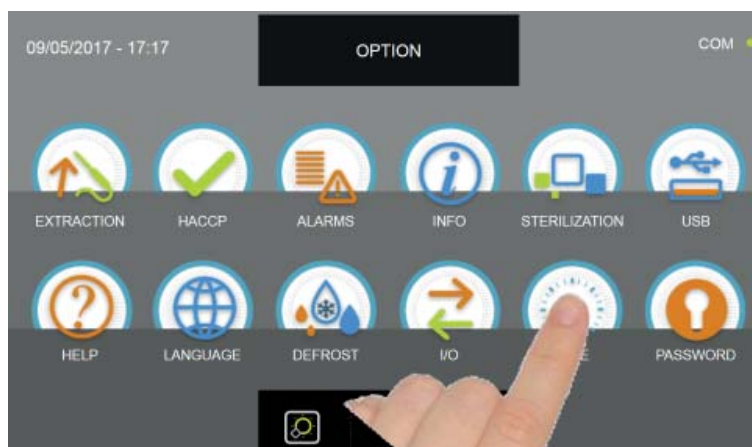 09/05/2017 - 17:17
OPTION
COM
EXTRACTION
HACCP
ALARMS
INFO
STERILIZATION
USB
HELP
LANGUAGE
DEFROST
I/O
PASSWORD